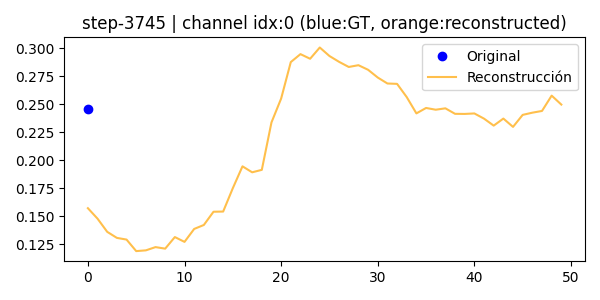 step-3745 | channel idx:0 (blue:GT, orange:reconstructed)
Original
Reconstrucción
0.300
0.275
0.250
0.225
0.200
0.175
0.150
0.125
0 10 20 30 40 50